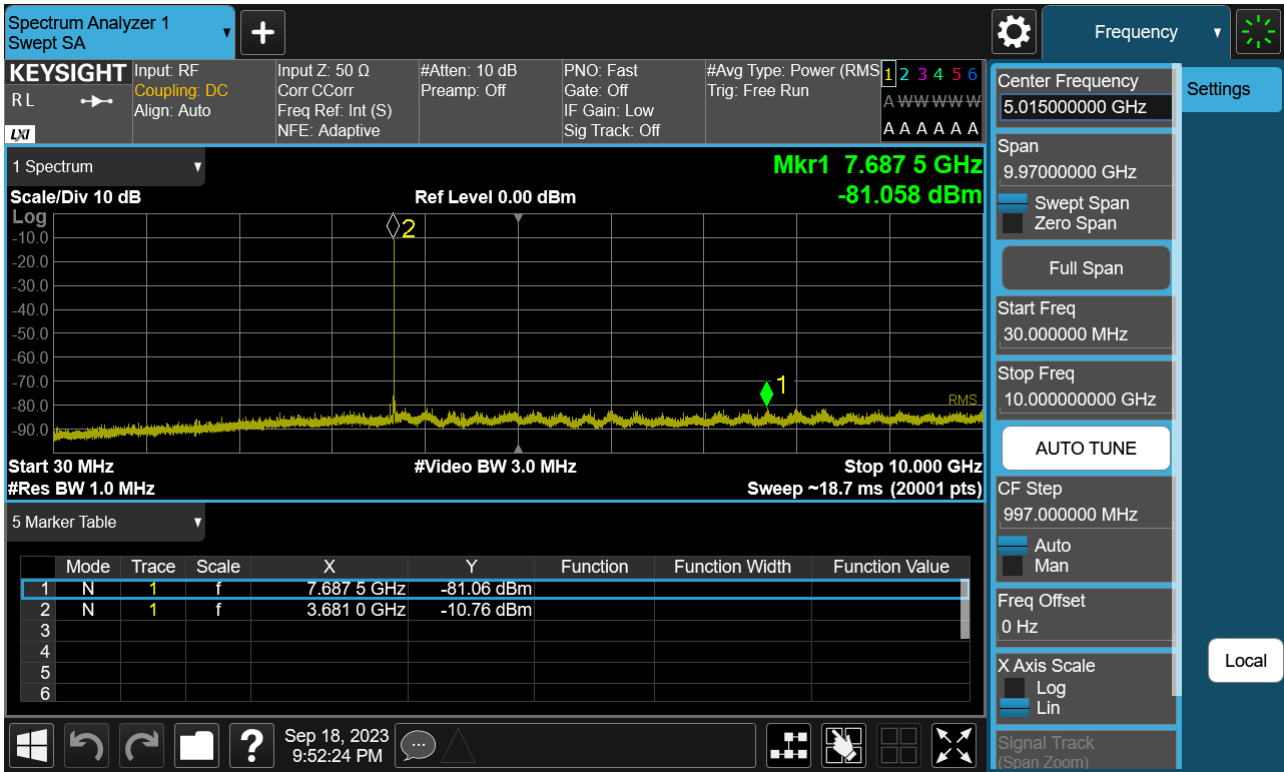 Spectrum Analyzer 1
Swept SA
Frequency
KEYSIGHT
R L
LXI
Input: RF
Coupling: DC
Align: Auto
Input Z: 50 Ω
Corr CCorr
Freq Ref: Int (S)
NFE: Adaptive
#Atten: 10 dB
Preamp: Off
PNO: Fast
Gate: Off
IF Gain: Low
Sig Track: Off
#Avg Type: Power (RMS
Trig: Free Run
1 2 3 4 5 6
A W W W W W
A A A A A A
1 Spectrum
Mkr1 7.687 5 GHz
-81.058 dBm
Scale/Div 10 dB
Ref Level 0.00 dBm
Log
-10.0
-20.0
-30.0
-40.0
-50.0
-60.0
-70.0
-80.0
-90.0
2
1
RMS
Start 30 MHz
#Video BW 3.0 MHz
Stop 10.000 GHz
#Res BW 1.0 MHz
Sweep ~18.7 ms (20001 pts)
5 Marker Table
Mode Trace Scale X Y Function Function Width Function Value
1 N 1 f 7.687 5 GHz -81.06 dBm
2 N 1 f 3.681 0 GHz -10.76 dBm
3
4
5
6
Center Frequency
5.015000000 GHz
Span
9.97000000 GHz
Swept Span
Zero Span
Full Span
Start Freq
30.000000 MHz
Stop Freq
10.000000000 GHz
AUTO TUNE
CF Step
997.000000 MHz
Auto
Man
Freq Offset
0 Hz
X Axis Scale
Log
Lin
Signal Track
(Span Zoom)
Settings
Local
?
Sep 18, 2023
9:52:24 PM